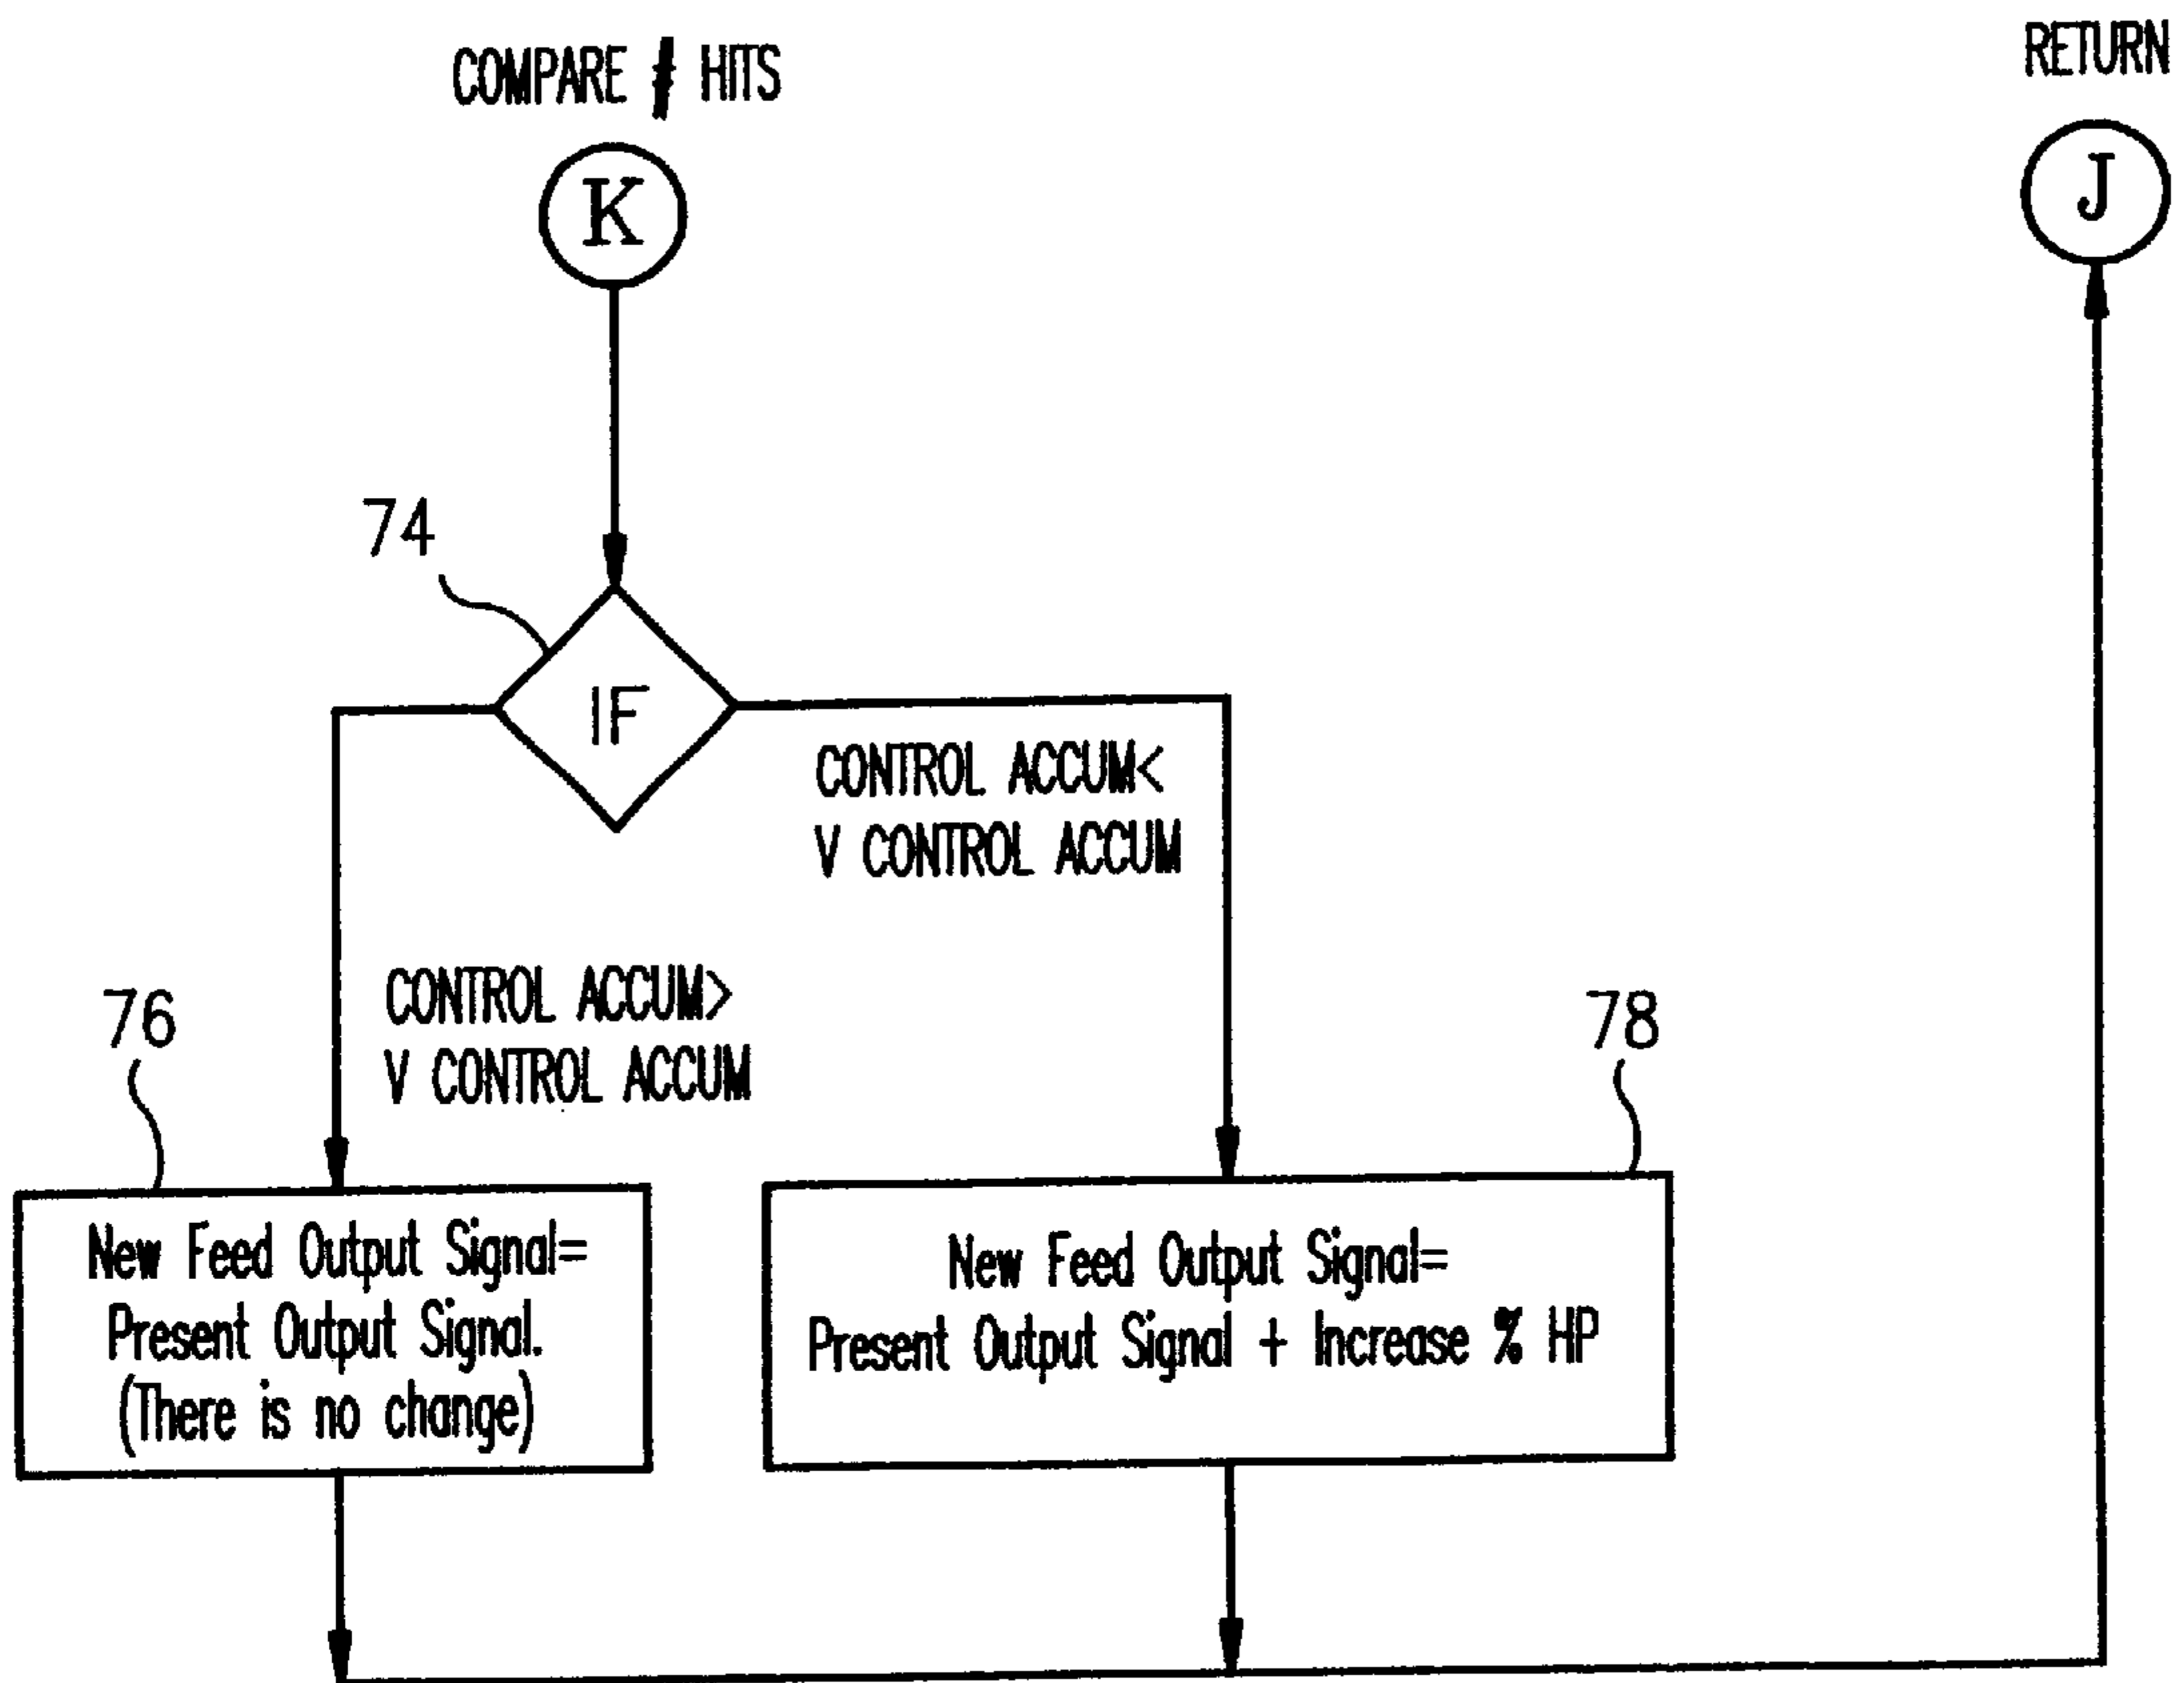 COMPARE # HITS
RETURN
K
J
74
IF
CONTROL ACCUM<
V CONTROL ACCUM
CONTROL ACCUM>
V CONTROL ACCUM
76
78
New Feed Output Signal=
Present Output Signal.
(There is no change)
New Feed Output Signal=
Present Output Signal + Increase % HP